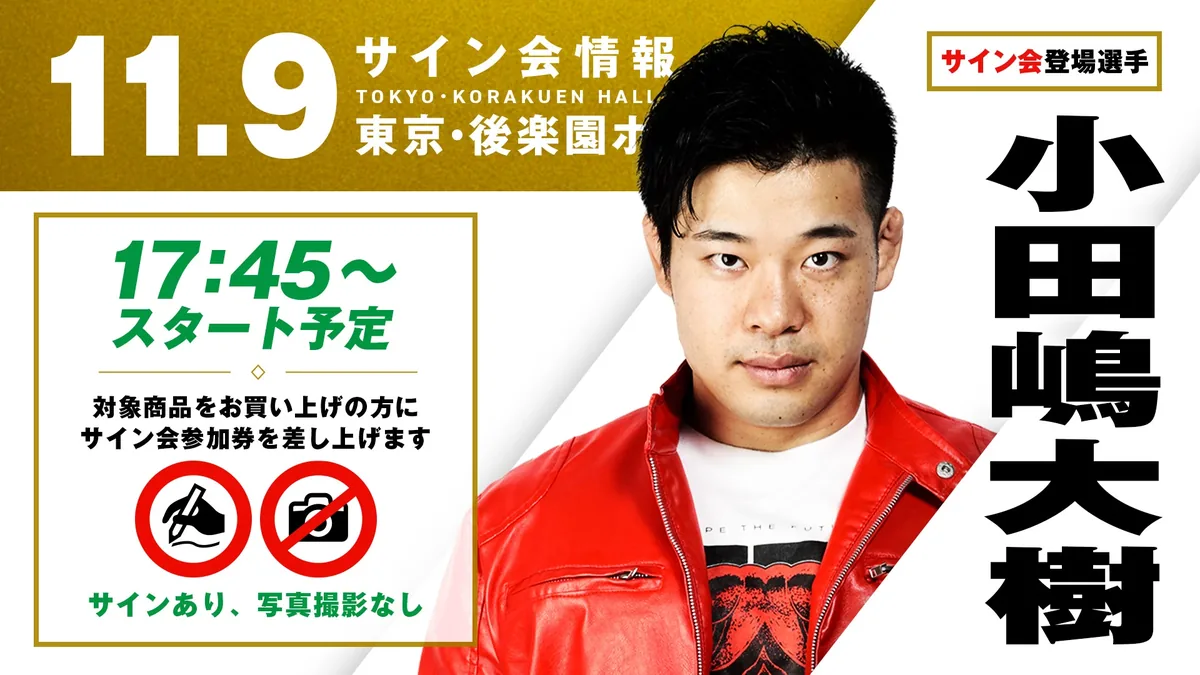 11.9
サイン会情報
TOKYO・KORAKUEN HALL
東京・後楽園ホ
サイン会登場選手
小田嶋大樹
17:45～
スタート予定
対象商品をお買い上げの方に
サイン会参加券を差し上げます
サインあり、写真撮影なし
PE THE FUTU